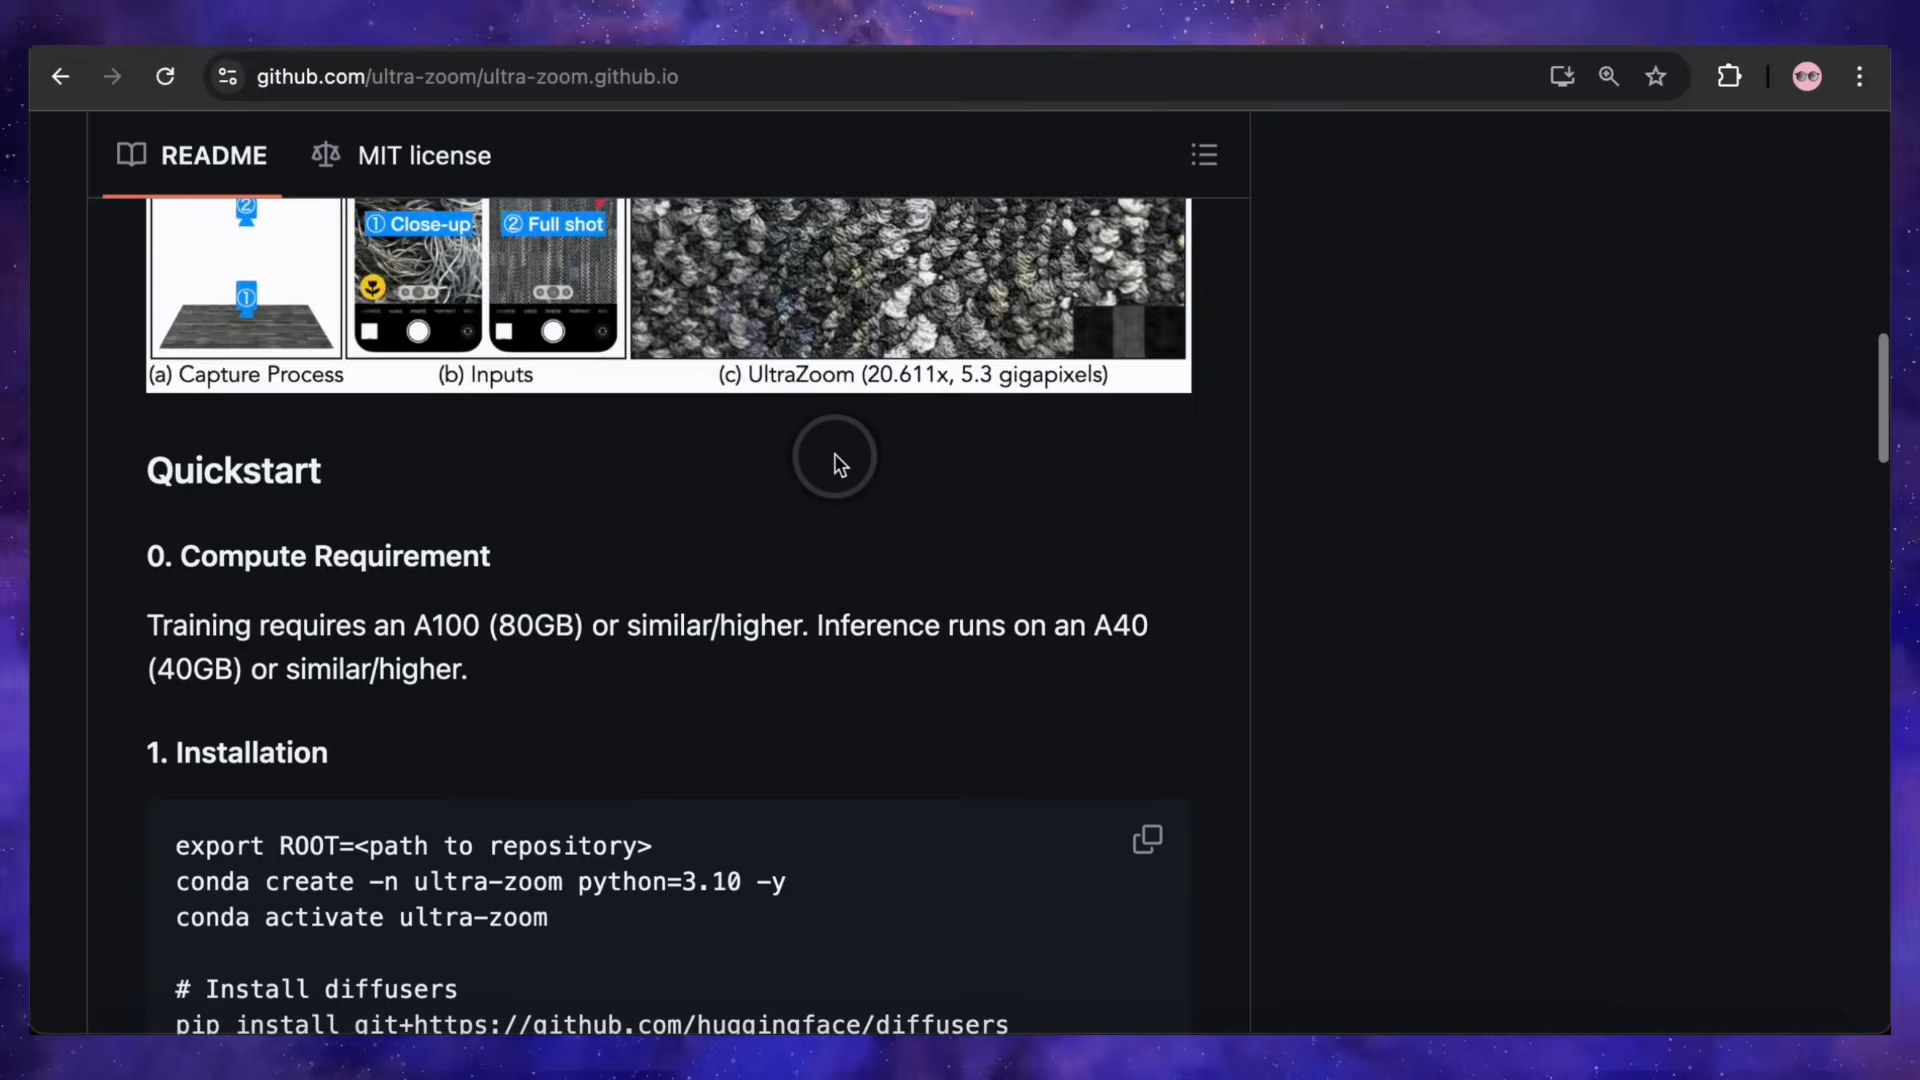 github.com/ultra-zoom/ultra-zoom.github.io
README
MIT license
②
① Close-up
② Full shot
①
(a) Capture Process
(b) Inputs
(c) UltraZoom (20.611x, 5.3 gigapixels)
Quickstart
0. Compute Requirement
Training requires an A100 (80GB) or similar/higher. Inference runs on an A40
(40GB) or similar/higher.
1. Installation
export ROOT=<path to repository>
conda create -n ultra-zoom python=3.10 -y
conda activate ultra-zoom
# Install diffusers
pip install git+https://github.com/huggingface/diffusers